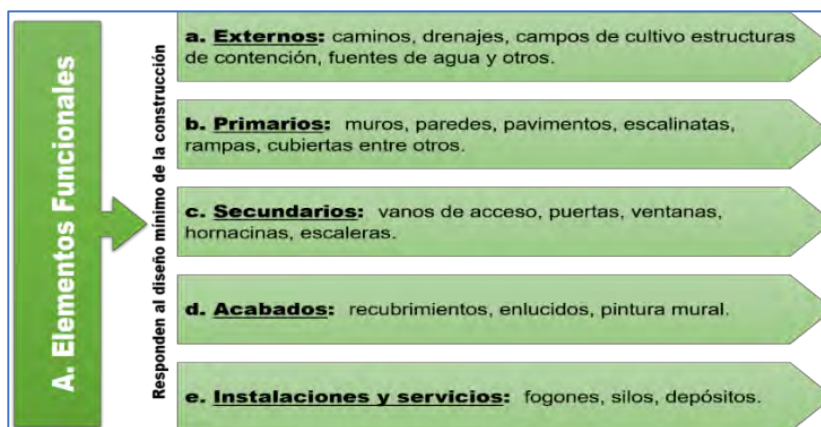 A. Elementos Funcionales
Responden al diseño mínimo de la construcción
a. Externos: caminos, drenajes, campos de cultivo estructuras
de contención, fuentes de agua y otros.
b. Primarios: muros, paredes, pavimentos, escalinatas,
rampas, cubiertas entre otros.
c. Secundarios: vanos de acceso, puertas, ventanas,
hornacinas, escaleras.
d. Acabados: recubrimientos, enlucidos, pintura mural.
e. Instalaciones y servicios: fogones, silos, depósitos.